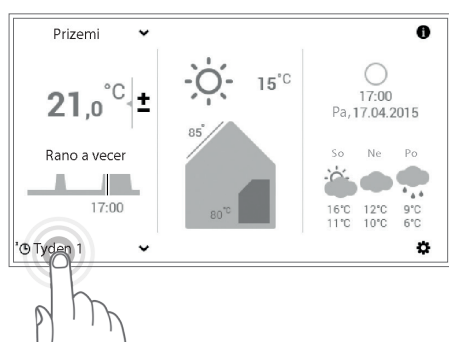 Prizemi
21,0°C ±
Rano a vecer
17:00
Tyden 1
15°C
85°
80°C
17:00
Pa, 17.04.2015
So Ne Po
16°C 12°C 9°C
11°C 10°C 6°C